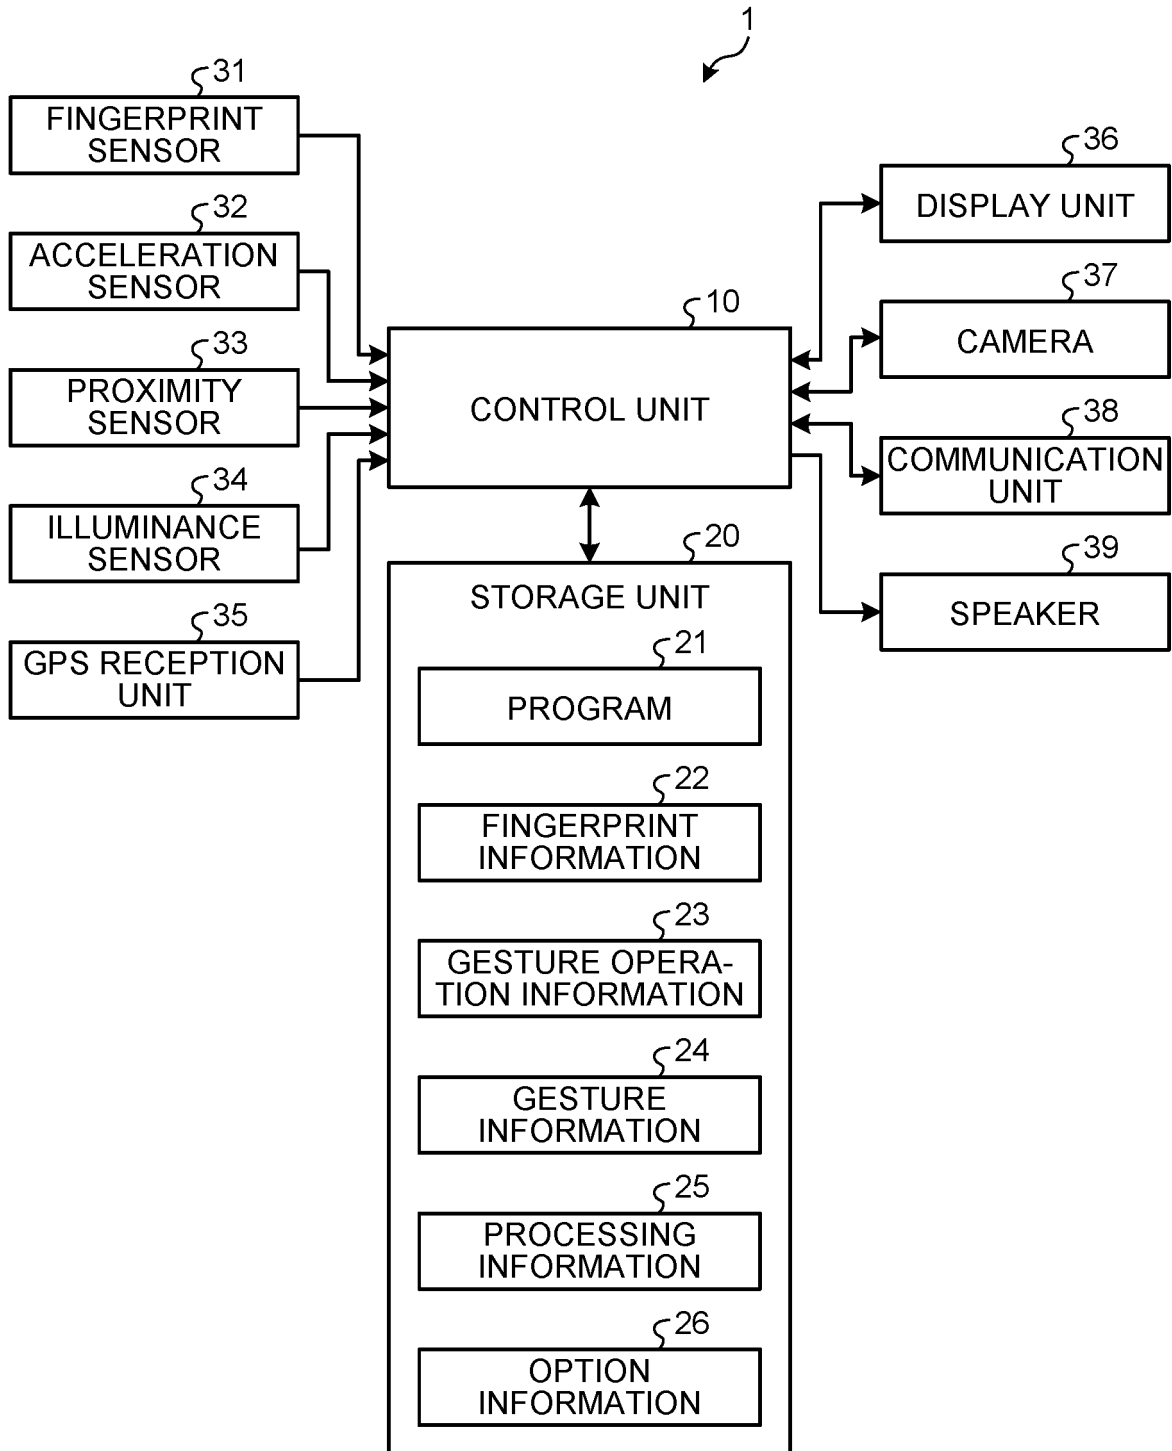 1
31
FINGERPRINT
SENSOR
32
ACCELERATION
SENSOR
33
PROXIMITY
SENSOR
34
ILLUMINANCE
SENSOR
35
GPS RECEPTION
UNIT
10
CONTROL UNIT
20
STORAGE UNIT
21
PROGRAM
22
FINGERPRINT
INFORMATION
23
GESTURE OPERA-
TION INFORMATION
24
GESTURE
INFORMATION
25
PROCESSING
INFORMATION
26
OPTION
INFORMATION
36
DISPLAY UNIT
37
CAMERA
38
COMMUNICATION
UNIT
39
SPEAKER